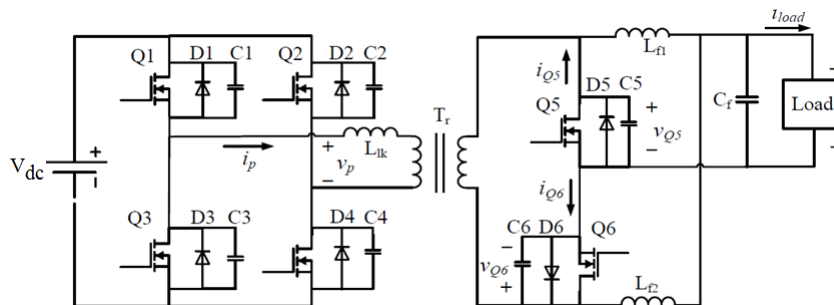 i_load
Q1 D1 C1 Q2 D2 C2
L_f1
i_Q5
D5 C5
T_r
C_f
Load
Q5
+
v_Q5
−
V_dc
+
−
i_p
L_lk
+
v_p
−
i_Q6
Q3 D3 C3 D4 C4
Q4
C6 D6 Q6
−
v_Q6
+
L_f2